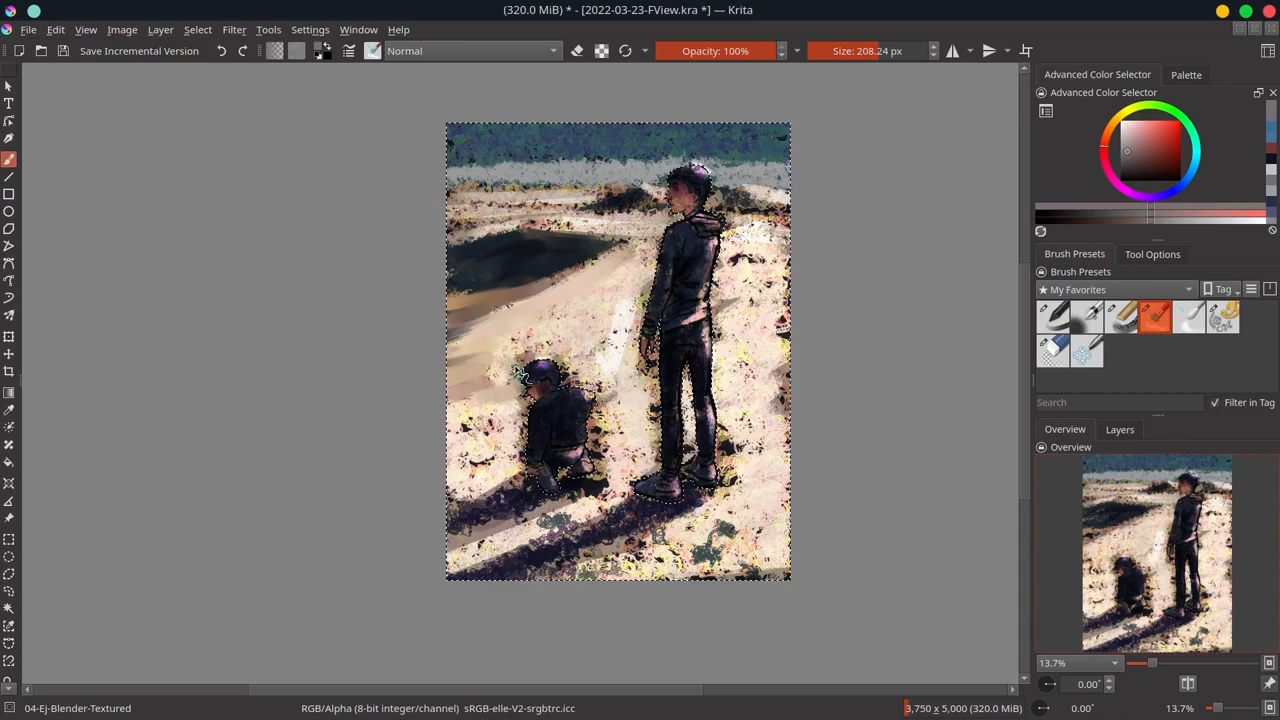 (320.0 MiB) * - [2022-03-23-FView.kra *] — Krita
File Edit View Image Layer Select Filter Tools Settings Window Help
Save Incremental Version Normal Opacity: 100% Size: 208.24 px
Advanced Color Selector Palette
Advanced Color Selector
Brush Presets Tool Options
Brush Presets
★ My Favorites Tag
Search Filter in Tag
Overview Layers
Overview
13.7%
0.00°
04-Ej-Blender-Textured RGB/Alpha (8-bit integer/channel) sRGB-elle-V2-srgbtrc.icc 3,750 x 5,000 (320.0 MiB) 0.00° 13.7%